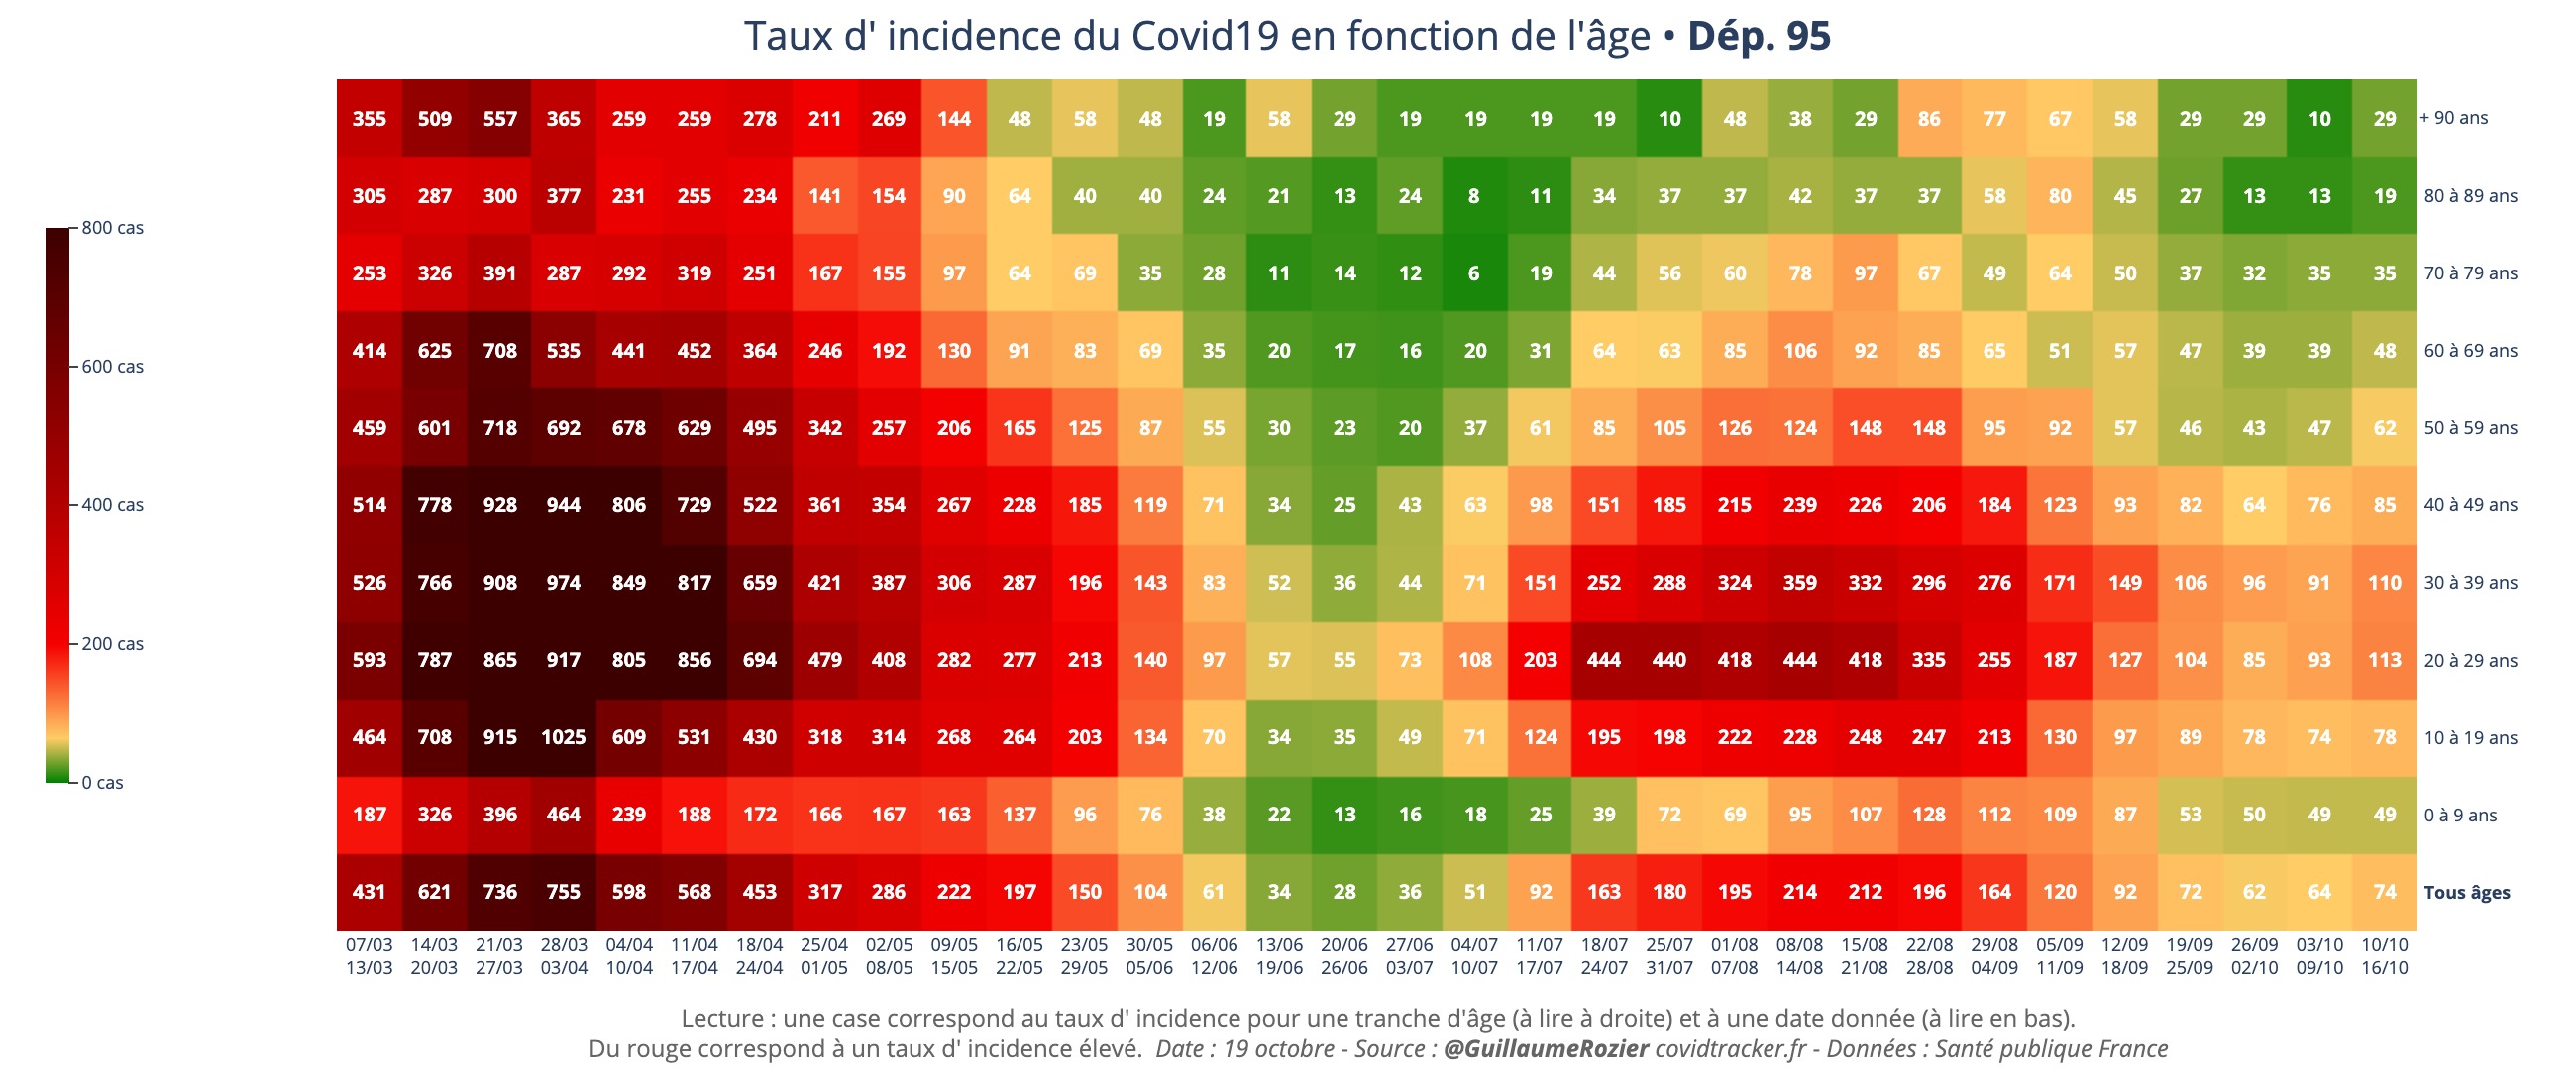 Taux d' incidence du Covid19 en fonction de l'âge • Dép. 95
800 cas
600 cas
400 cas
200 cas
0 cas
355 509 557 365 259 259 278 211 269 144 48 58 48 19 58 29 19 19 19 19 10 48 38 29 86 77 67 58 29 29 10 29 + 90 ans
305 287 300 377 231 255 234 141 154 90 64 40 40 24 21 13 24 8 11 34 37 37 42 37 37 58 80 45 27 13 13 19 80 à 89 ans
253 326 391 287 292 319 251 167 155 97 64 69 35 28 11 14 12 6 19 44 56 60 78 97 67 49 64 50 37 32 35 35 70 à 79 ans
414 625 708 535 441 452 364 246 192 130 91 83 69 35 20 17 16 20 31 64 63 85 106 92 85 65 51 57 47 39 39 48 60 à 69 ans
459 601 718 692 678 629 495 342 257 206 165 125 87 55 30 23 20 37 61 85 105 126 124 148 148 95 92 57 46 43 47 62 50 à 59 ans
514 778 928 944 806 729 522 361 354 267 228 185 119 71 34 25 43 63 98 151 185 215 239 226 206 184 123 93 82 64 76 85 40 à 49 ans
526 766 908 974 849 817 659 421 387 306 287 196 143 83 52 36 44 71 151 252 288 324 359 332 296 276 171 149 106 96 91 110 30 à 39 ans
593 787 865 917 805 856 694 479 408 282 277 213 140 97 57 55 73 108 203 444 440 418 444 418 335 255 187 127 104 85 93 113 20 à 29 ans
464 708 915 1025 609 531 430 318 314 268 264 203 134 70 34 35 49 71 124 195 198 222 228 248 247 213 130 97 89 78 74 78 10 à 19 ans
187 326 396 464 239 188 172 166 167 163 137 96 76 38 22 13 16 18 25 39 72 69 95 107 128 112 109 87 53 50 49 49 0 à 9 ans
431 621 736 755 598 568 453 317 286 222 197 150 104 61 34 28 36 51 92 163 180 195 214 212 196 164 120 92 72 62 64 74 Tous âges
07/03 14/03 21/03 28/03 04/04 11/04 18/04 25/04 02/05 09/05 16/05 23/05 30/05 06/06 13/06 20/06 27/06 04/07 11/07 18/07 25/07 01/08 08/08 15/08 22/08 29/08 05/09 12/09 19/09 26/09 03/10 10/10
13/03 20/03 27/03 03/04 10/04 17/04 24/04 01/05 08/05 15/05 22/05 29/05 05/06 12/06 19/06 26/06 03/07 10/07 17/07 24/07 31/07 07/08 14/08 21/08 28/08 04/09 11/09 18/09 25/09 02/10 09/10 16/10
Lecture : une case correspond au taux d' incidence pour une tranche d'âge (à lire à droite) et à une date donnée (à lire en bas).
Du rouge correspond à un taux d' incidence élevé. Date : 19 octobre - Source : @GuillaumeRozier covidtracker.fr - Données : Santé publique France